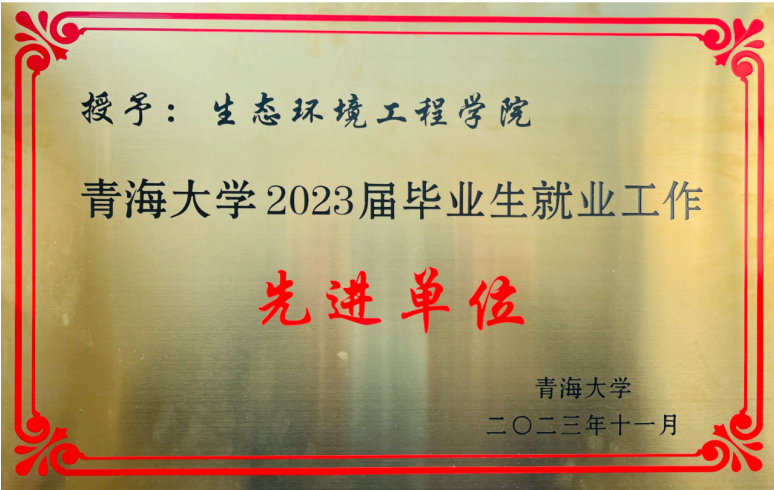 授予：生态环境工程学院
青海大学2023届毕业生就业工作
先进单位
青海大学
二〇二三年十一月